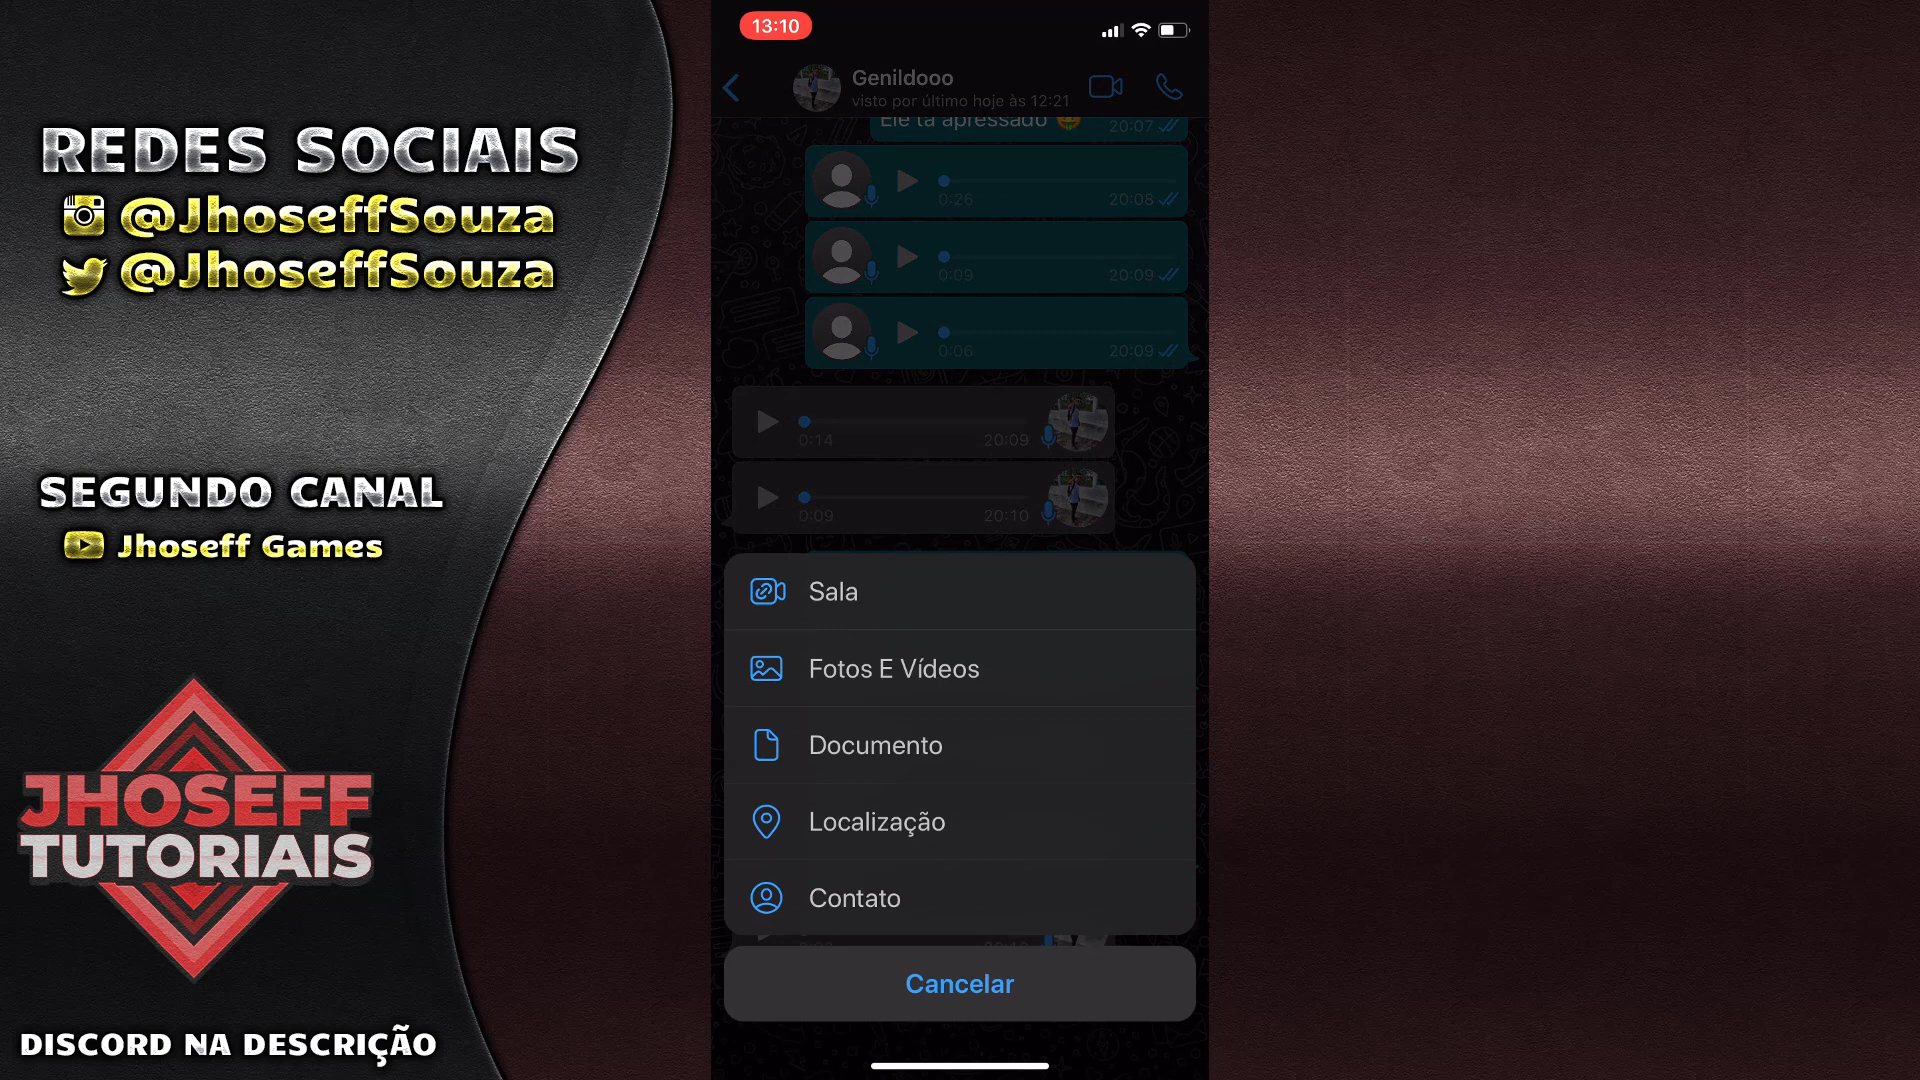 REDES SOCIAIS
@JhoseffSouza
@JhoseffSouza
SEGUNDO CANAL
Jhoseff Games
JHOSEFF
TUTORIAIS
DISCORD NA DESCRIÇÃO
13:10
Genildooo
visto por último hoje às 12:21
Ele tá apressado 20:07
0:26 20:08
0:09 20:09
0:06 20:09
0:14 20:09
0:09 20:10
Sala
Fotos E Vídeos
Documento
Localização
Contato
Cancelar